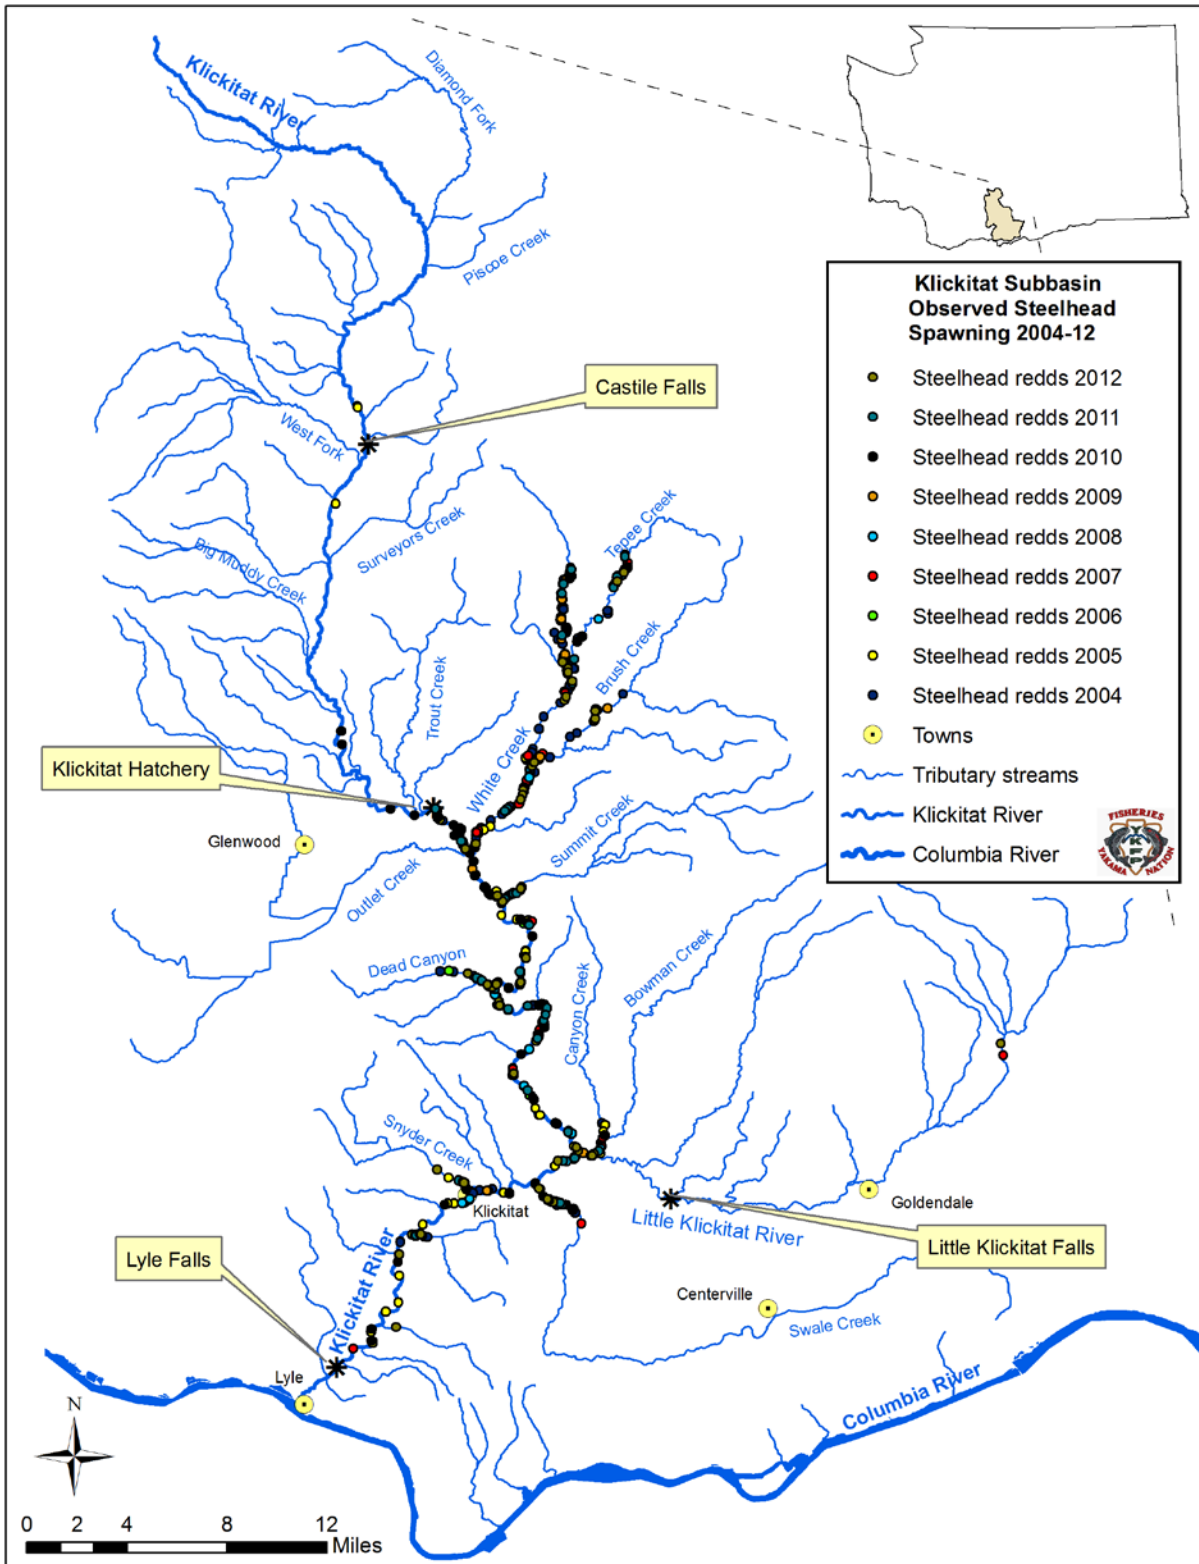 Klickitat River
Diamond Fork
Piscoe Creek
Klickitat Subbasin
Observed Steelhead
Spawning 2004-12
Steelhead redds 2012
Steelhead redds 2011
Steelhead redds 2010
Steelhead redds 2009
Steelhead redds 2008
Steelhead redds 2007
Steelhead redds 2006
Steelhead redds 2005
Steelhead redds 2004
Towns
Tributary streams
Klickitat River
Columbia River
FISHERIES
YKFP
YAKAMA NATION
Castile Falls
West Fork
Surveyors Creek
Tepee Creek
Big Muddy Creek
Trout Creek
Brush Creek
White Creek
Klickitat Hatchery
Glenwood
Summit Creek
Outlet Creek
Dead Canyon
Canyon Creek
Bowman Creek
Snyder Creek
Klickitat
Goldendale
Little Klickitat River
Little Klickitat Falls
Lyle Falls
Klickitat River
Centerville
Swale Creek
Lyle
Columbia River
N
0 2 4 8 12
Miles